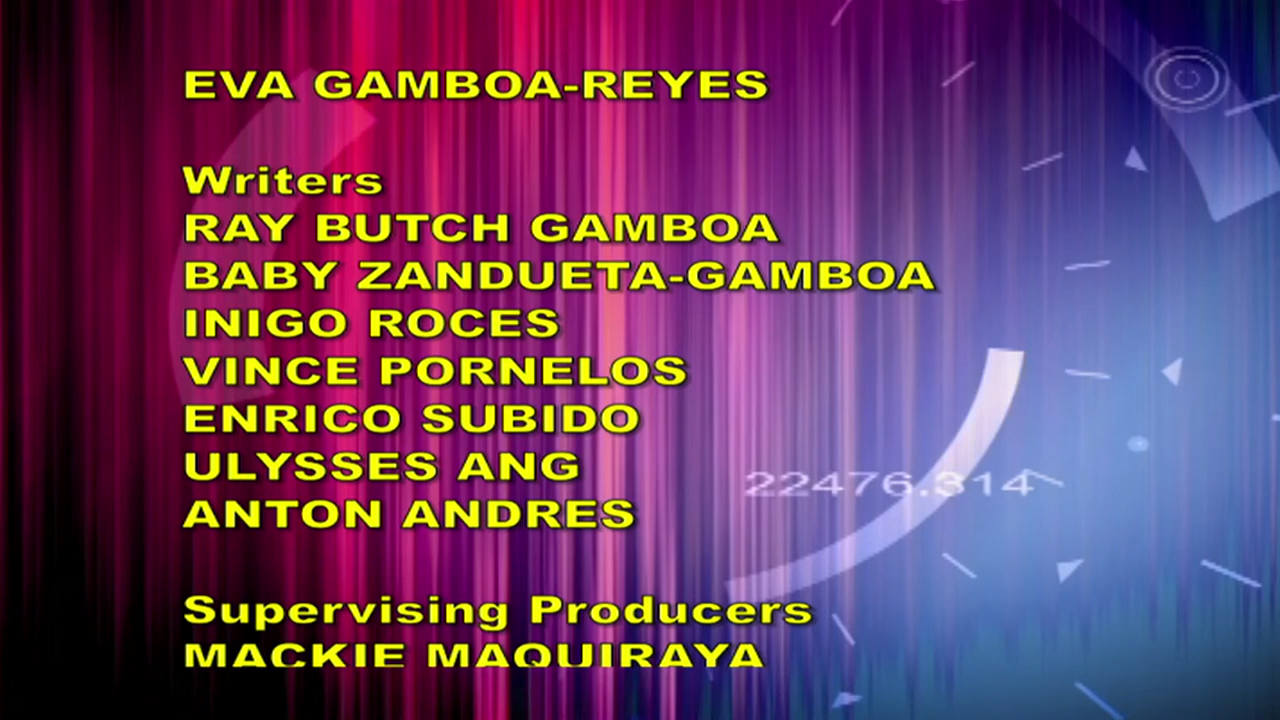 EVA GAMBOA-REYES
Writers
RAY BUTCH GAMBOA
BABY ZANDUETA-GAMBOA
INIGO ROCES
VINCE PORNELOS
ENRICO SUBIDO
ULYSSES ANG
ANTON ANDRES
22476.314
Supervising Producers
MACKIE MAQUIRAYA